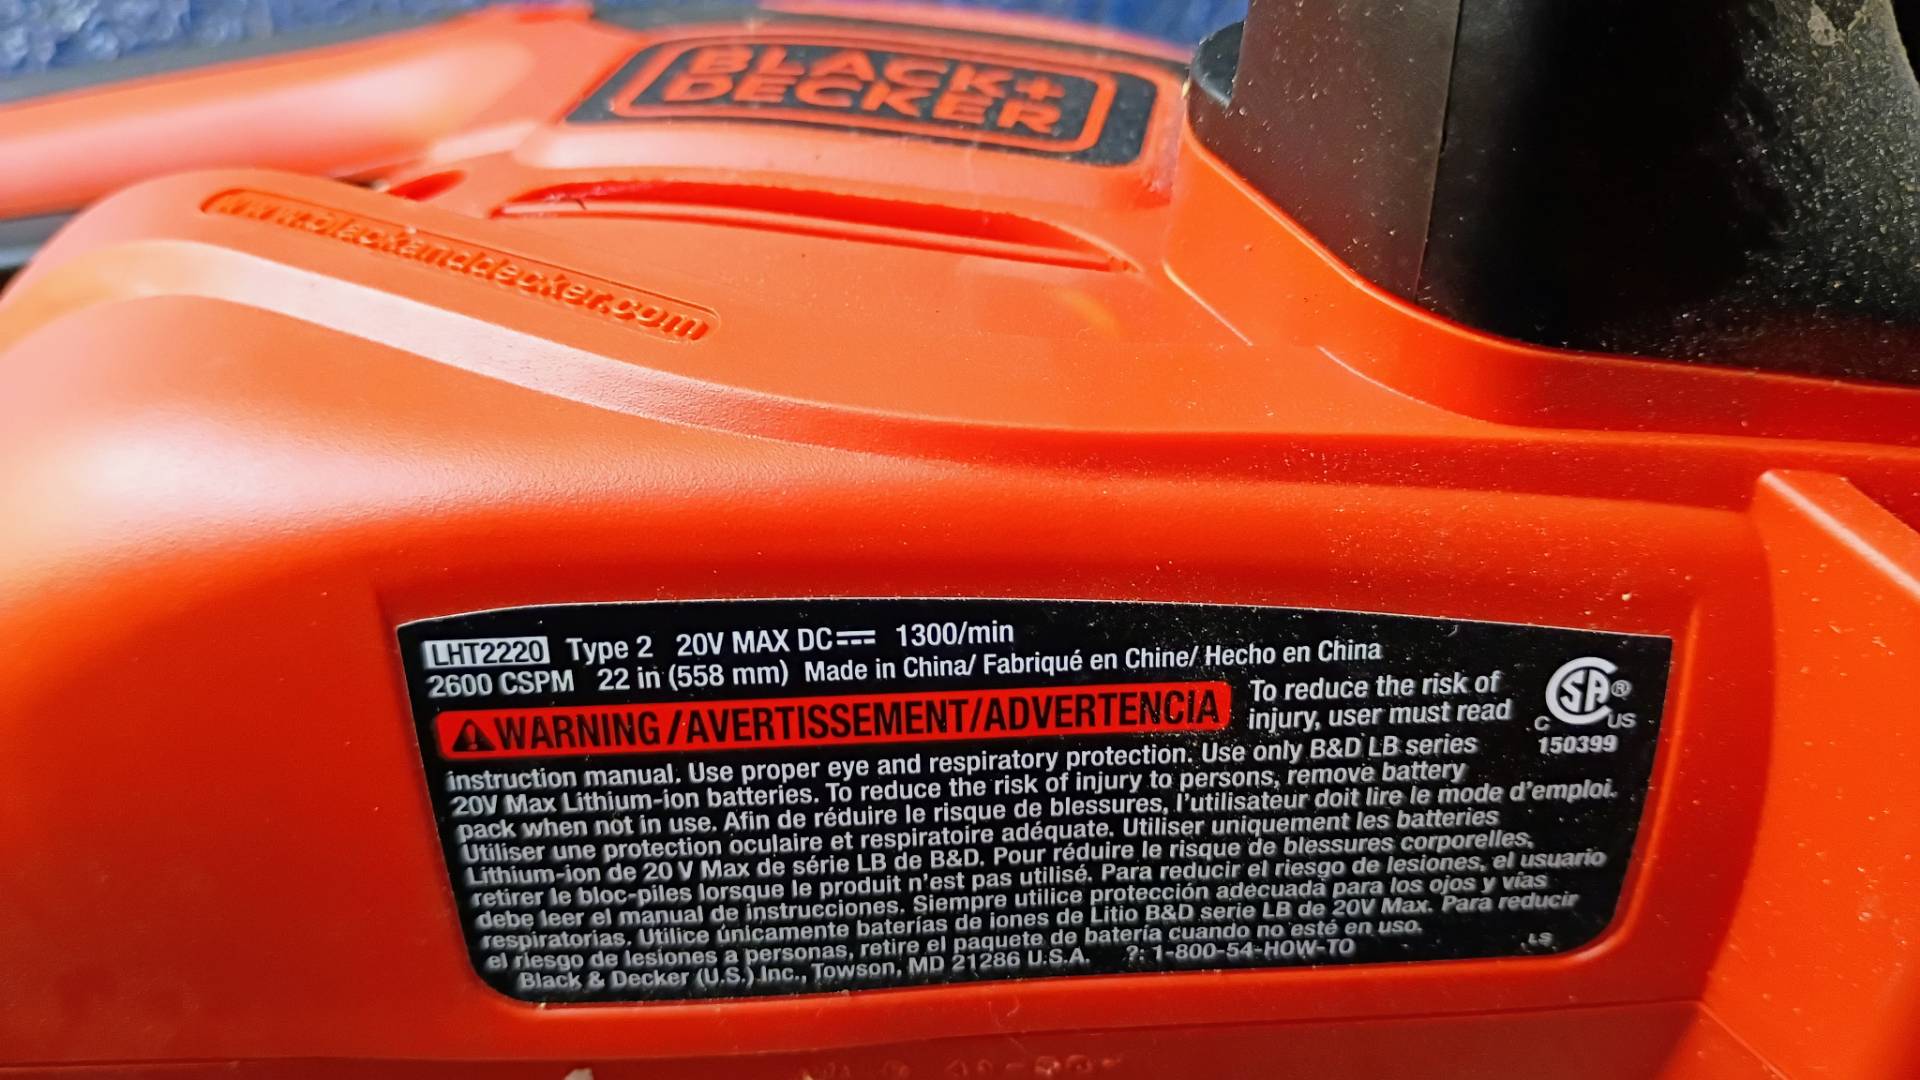 BLACK+
DECKER
www.blackanddecker.com
LHT2220 Type 2 20V MAX DC 1300/min
2600 CSPM 22 in (558 mm) Made in China/ Fabriqué en Chine/ Hecho en China
WARNING/AVERTISSEMENT/ADVERTENCIA To reduce the risk of
injury, user must read
C SA ® US
150399
instruction manual. Use proper eye and respiratory protection. Use only B&D LB series
20V Max Lithium-ion batteries. To reduce the risk of injury to persons, remove battery
pack when not in use. Afin de réduire le risque de blessures, l'utilisateur doit lire le mode d'emploi.
Utiliser une protection oculaire et respiratoire adéquate. Utiliser uniquement les batteries
Lithium-ion de 20 V Max de série LB de B&D. Pour réduire le risque de blessures corporelles,
retirer le bloc-piles lorsque le produit n'est pas utilisé. Para reducir el riesgo de lesiones, el usuario
debe leer el manual de instrucciones. Siempre utilice protección adecuada para los ojos y vías
respiratorias. Utilice únicamente baterías de iones de Litio B&D serie LB de 20V Max. Para reducir
el riesgo de lesiones a personas, retire el paquete de batería cuando no esté en uso.
Black & Decker (U.S.) Inc., Towson, MD 21286 U.S.A. ?: 1-800-54-HOW-TO
LS